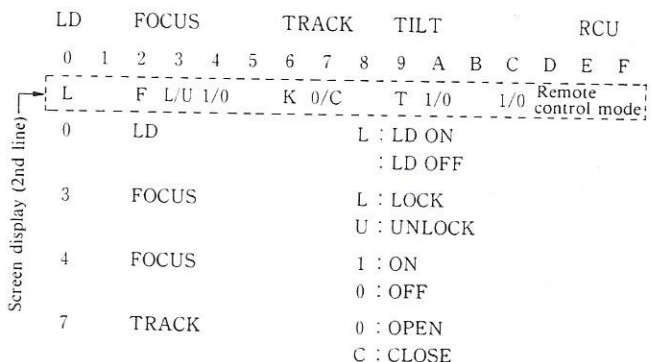 LD FOCUS TRACK TILT RCU
0 1 2 3 4 5 6 7 8 9 A B C D E F
L F L/U 1/0 K 0/C T 1/0 1/0 Remote control mode
Screen display (2nd line)
0 LD L : LD ON
: LD OFF
3 FOCUS L : LOCK
U : UNLOCK
4 FOCUS 1 : ON
0 : OFF
7 TRACK 0 : OPEN
C : CLOSE